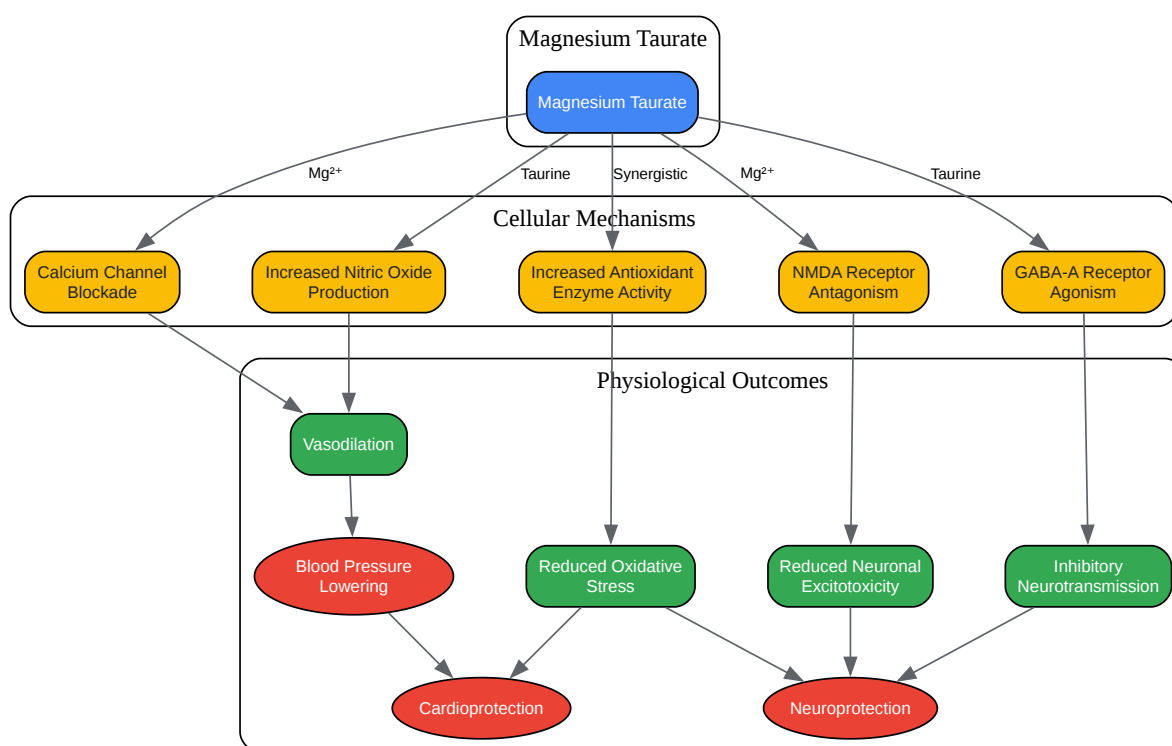 Magnesium Taurate
Magnesium Taurate
Mg²⁺
Taurine
Synergistic
Mg²⁺
Taurine
Cellular Mechanisms
Calcium Channel
Blockade
Increased Nitric Oxide
Production
Increased Antioxidant
Enzyme Activity
NMDA Receptor
Antagonism
GABA-A Receptor
Agonism
Physiological Outcomes
Vasodilation
Blood Pressure
Lowering
Reduced Oxidative
Stress
Reduced Neuronal
Excitotoxicity
Inhibitory
Neurotransmission
Cardioprotection
Neuroprotection